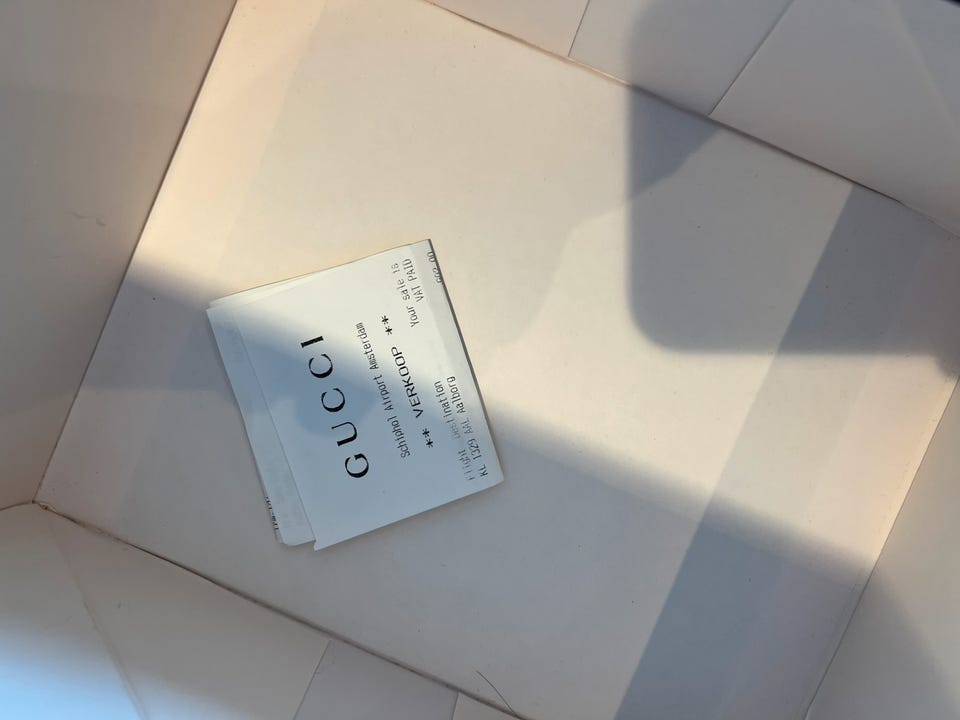 GUCCI
Schiphol Airport Amsterdam
** VERKOOP **
Your sale is
VAT PAID
Flight Destination
KL 1329 AAL Aalborg